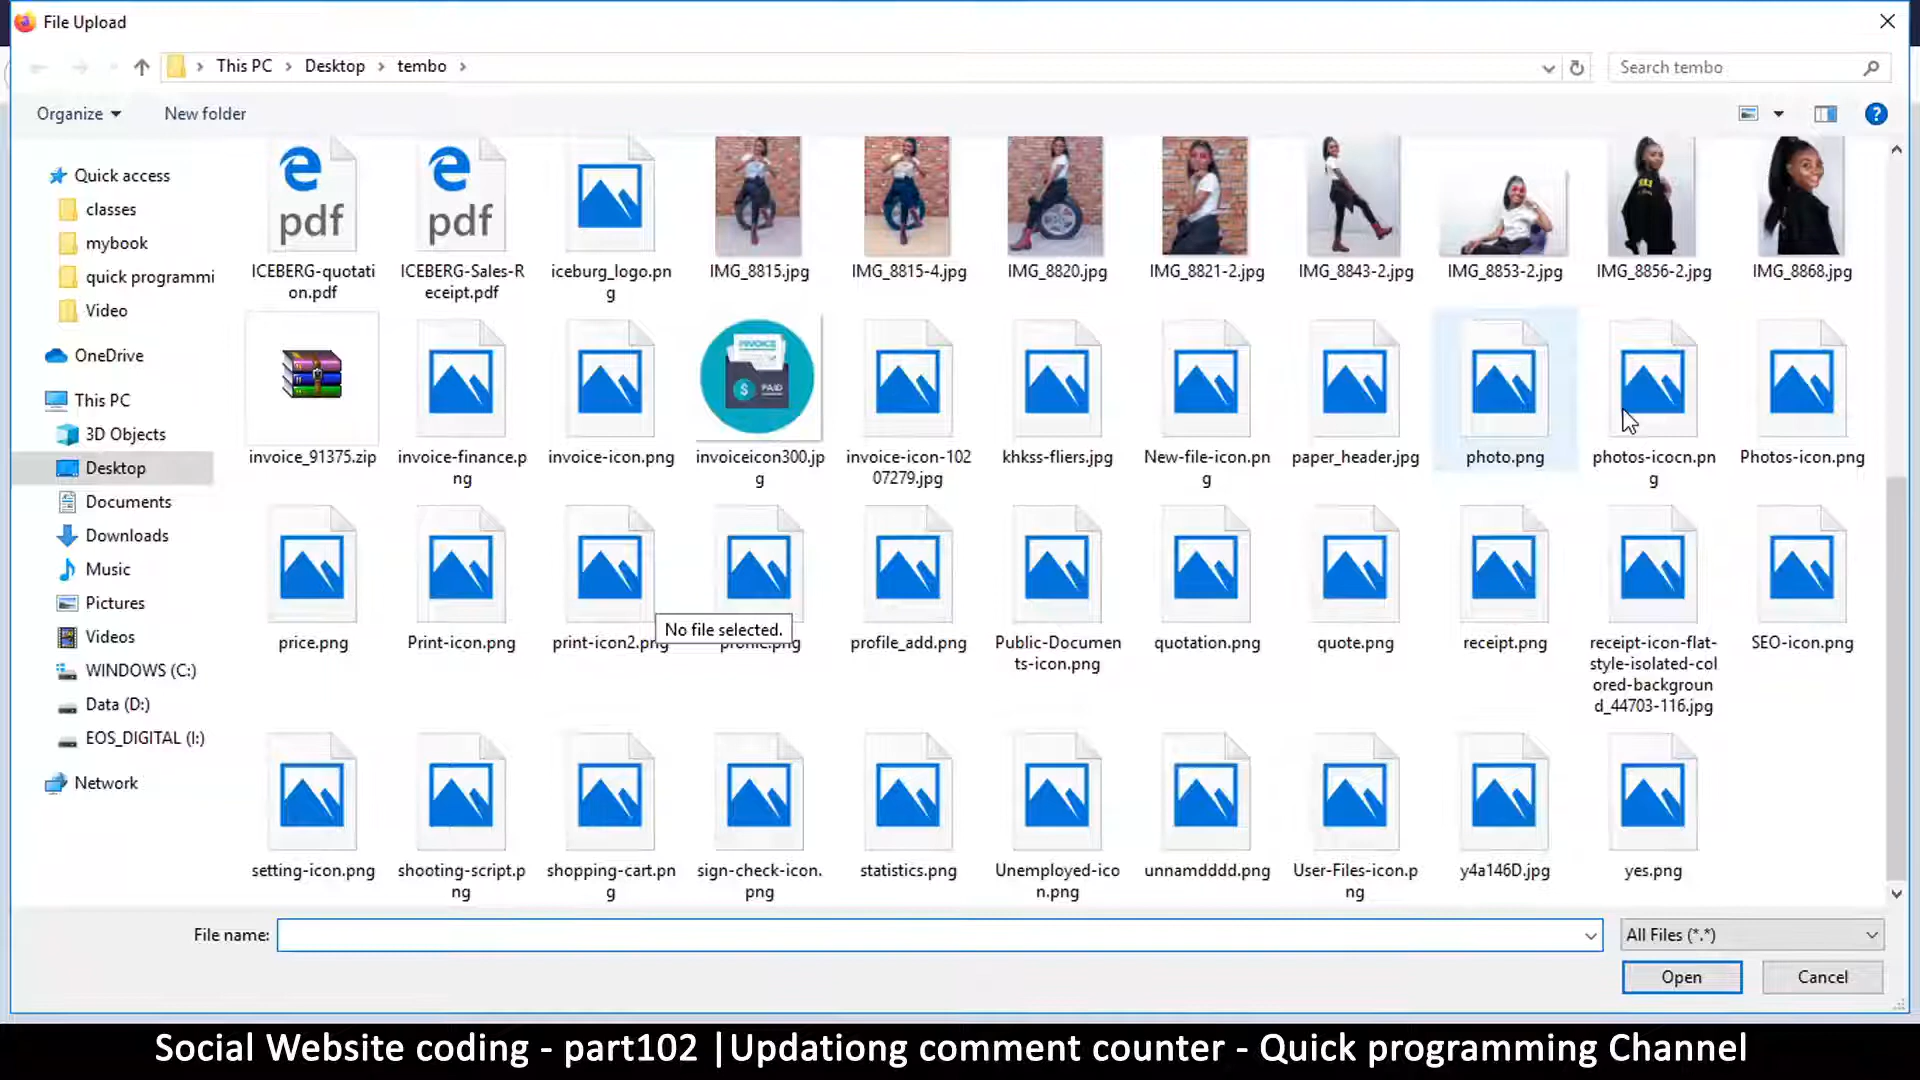 File Upload
This PC > Desktop > tembo >
Search tembo
Organize
New folder
Quick access
classes
mybook
quick programmi
Video
OneDrive
This PC
3D Objects
Desktop
Documents
Downloads
Music
Pictures
Videos
WINDOWS (C:)
Data (D:)
EOS_DIGITAL (I:)
Network
pdf
pdf
ICEBERG-quotati
on.pdf
ICEBERG-Sales-R
eceipt.pdf
iceburg_logo.pn
g
IMG_8815.jpg
IMG_8815-4.jpg
IMG_8820.jpg
IMG_8821-2.jpg
IMG_8843-2.jpg
IMG_8853-2.jpg
IMG_8856-2.jpg
IMG_8868.jpg
INVOICE
$ PAID
invoice_91375.zip
invoice-finance.p
ng
invoice-icon.png
invoiceicon300.jp
g
invoice-icon-102
07279.jpg
khkss-fliers.jpg
New-file-icon.pn
g
paper_header.jpg
photo.png
photos-icocn.pn
g
Photos-icon.png
price.png
Print-icon.png
print-icon2.png
No file selected.
profile.png
profile_add.png
Public-Documen
ts-icon.png
quotation.png
quote.png
receipt.png
receipt-icon-flat-
style-isolated-col
ored-backgroun
d_44703-116.jpg
SEO-icon.png
setting-icon.png
shooting-script.p
ng
shopping-cart.pn
g
sign-check-icon.
png
statistics.png
Unemployed-ico
n.png
unnamdddd.png
User-Files-icon.p
ng
y4a146D.jpg
yes.png
File name:
All Files (*.*)
Open
Cancel
Social Website coding - part102 |Updationg comment counter - Quick programming Channel